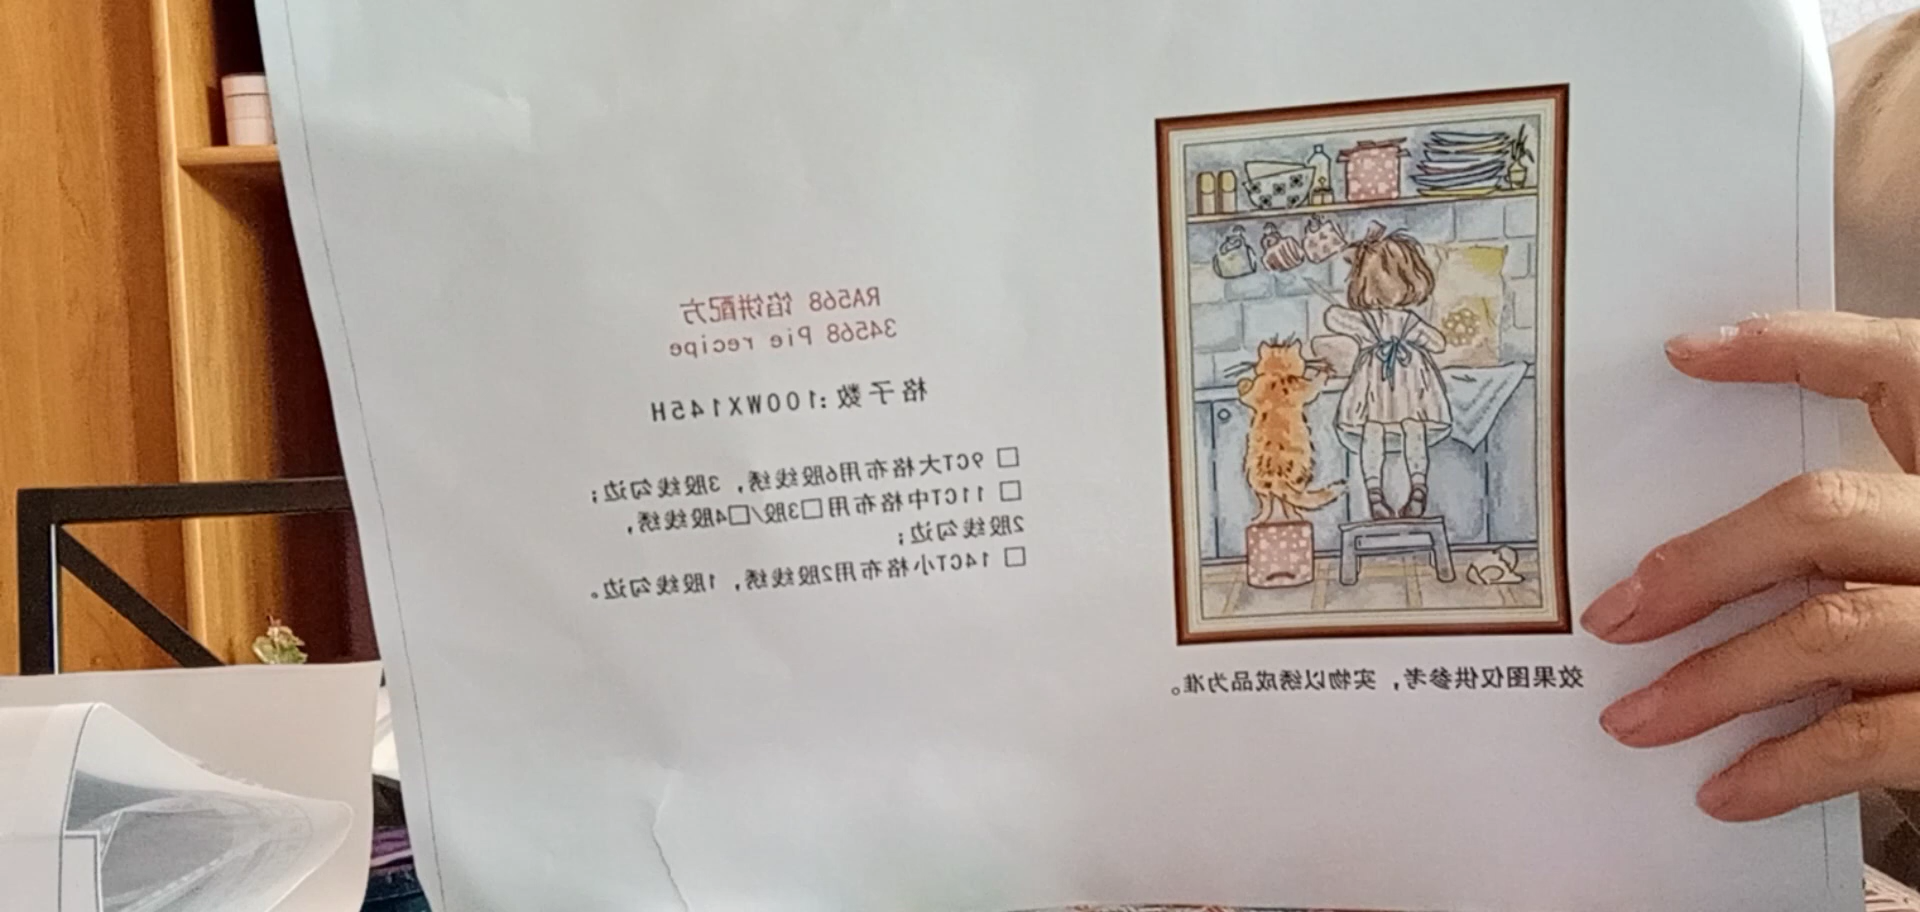 RA568 馅饼配方
34568 Pie recipe
格子数:100WX145H
□ 9CT大格布用6股线绣，3股线勾边；
□ 11CT中格布用□3股/□4股线绣，
2股线勾边；
□ 14CT小格布用2股线绣，1股线勾边。
效果图仅供参考，实物以绣成品为准。